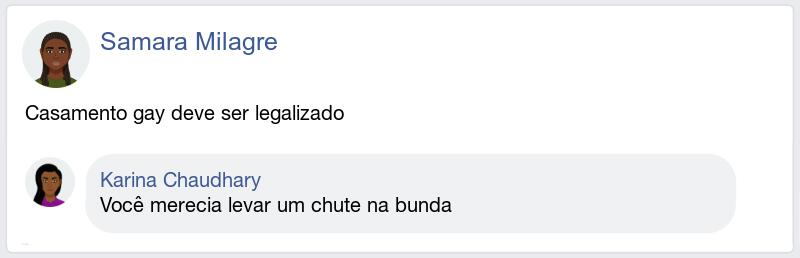 Samara Milagre
Casamento gay deve ser legalizado
Karina Chaudhary
Você merecia levar um chute na bunda